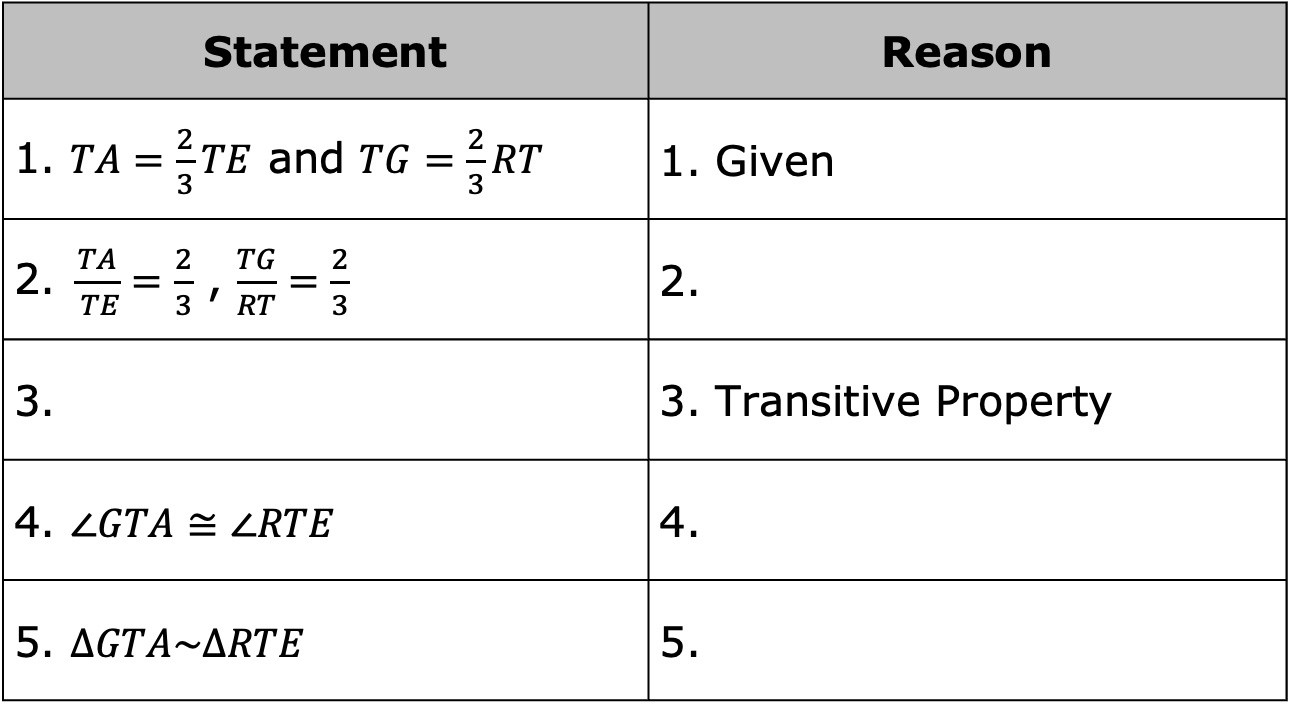 Statement Reason
1. TA = 2/3 TE and TG = 2/3 RT 1. Given
2. TA/TE = 2/3 , TG/RT = 2/3 2.
3. 3. Transitive Property
4. ∠GTA ≅ ∠RTE 4.
5. ΔGTA~ΔRTE 5.